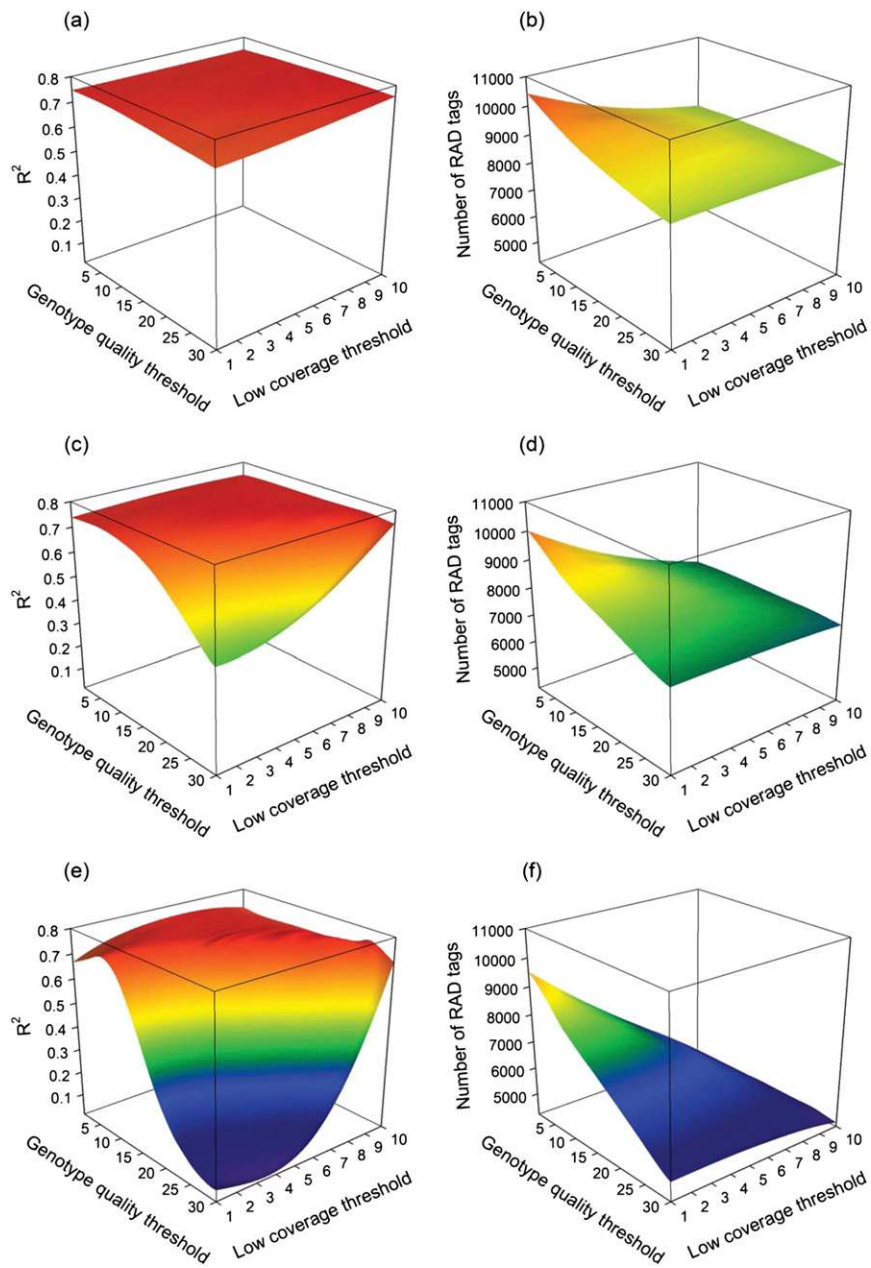 (a)
0.8
0.7
0.6
0.5
0.4
0.3
0.2
0.1
R2
5
10
15
20
25
30
Genotype quality threshold
1 2 3 4 5 6 7 8 9 10
Low coverage threshold
(b)
11000
10000
9000
8000
7000
6000
5000
Number of RAD tags
5
10
15
20
25
30
Genotype quality threshold
1 2 3 4 5 6 7 8 9 10
Low coverage threshold
(c)
0.8
0.7
0.6
0.5
0.4
0.3
0.2
0.1
R2
5
10
15
20
25
30
Genotype quality threshold
1 2 3 4 5 6 7 8 9 10
Low coverage threshold
(d)
11000
10000
9000
8000
7000
6000
5000
Number of RAD tags
5
10
15
20
25
30
Genotype quality threshold
1 2 3 4 5 6 7 8 9 10
Low coverage threshold
(e)
0.8
0.7
0.6
0.5
0.4
0.3
0.2
0.1
R2
5
10
15
20
25
30
Genotype quality threshold
1 2 3 4 5 6 7 8 9 10
Low coverage threshold
(f)
11000
10000
9000
8000
7000
6000
5000
Number of RAD tags
5
10
15
20
25
30
Genotype quality threshold
1 2 3 4 5 6 7 8 9 10
Low coverage threshold